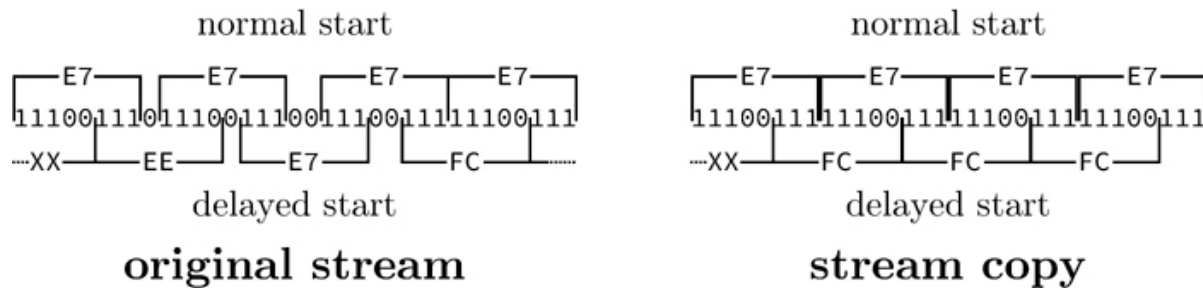 normal start
E7 E7 E7 E7
11100111011100111001110011111100111
XX EE E7 FC
delayed start
original stream
normal start
E7 E7 E7 E7
11100111111001111110011111100111
XX FC FC FC
delayed start
stream copy